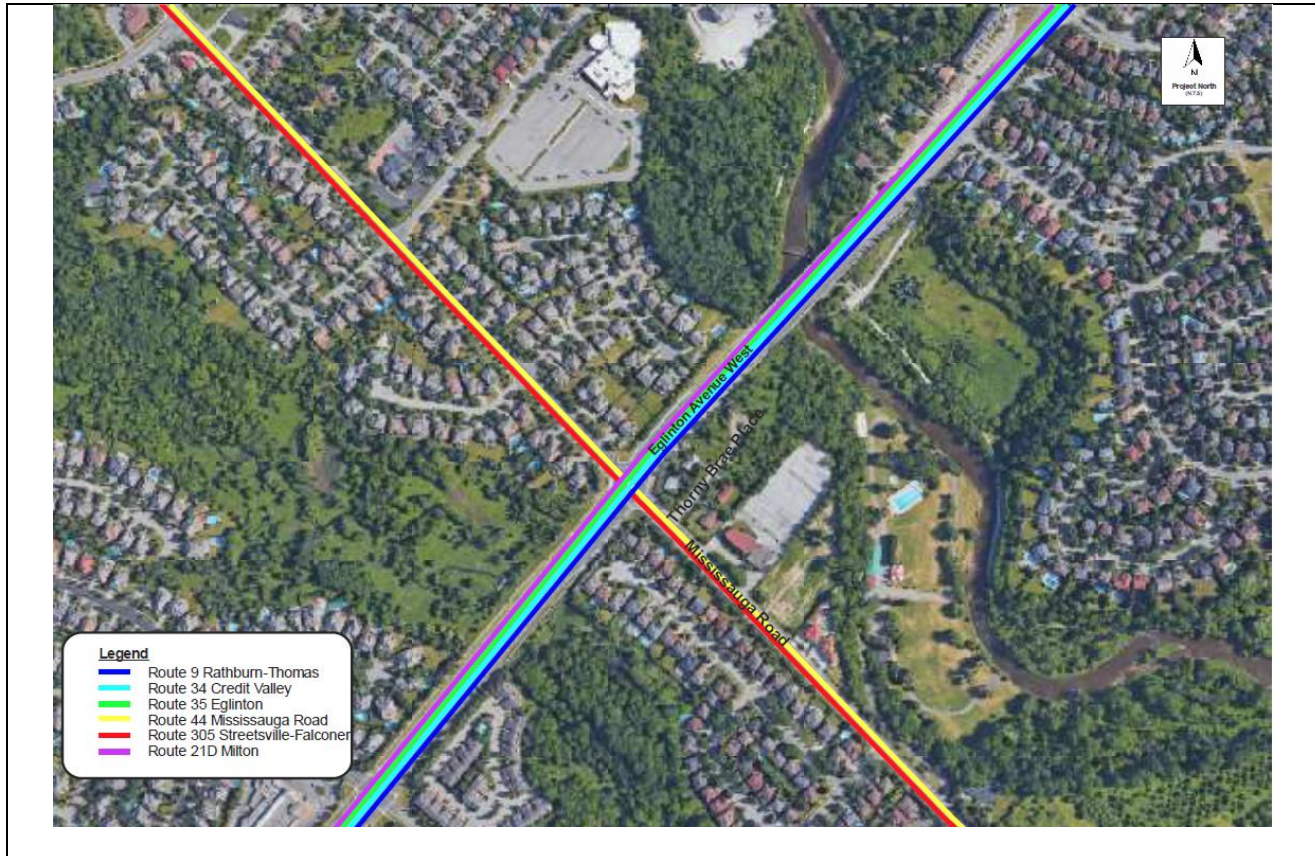 N
Project North
(N.T.S)
Eglinton Avenue West
Thorny Brae Place
Mississauga Road
Legend
Route 9 Rathburn-Thomas
Route 34 Credit Valley
Route 35 Eglinton
Route 44 Mississauga Road
Route 305 Streetsville-Falconer
Route 21D Milton